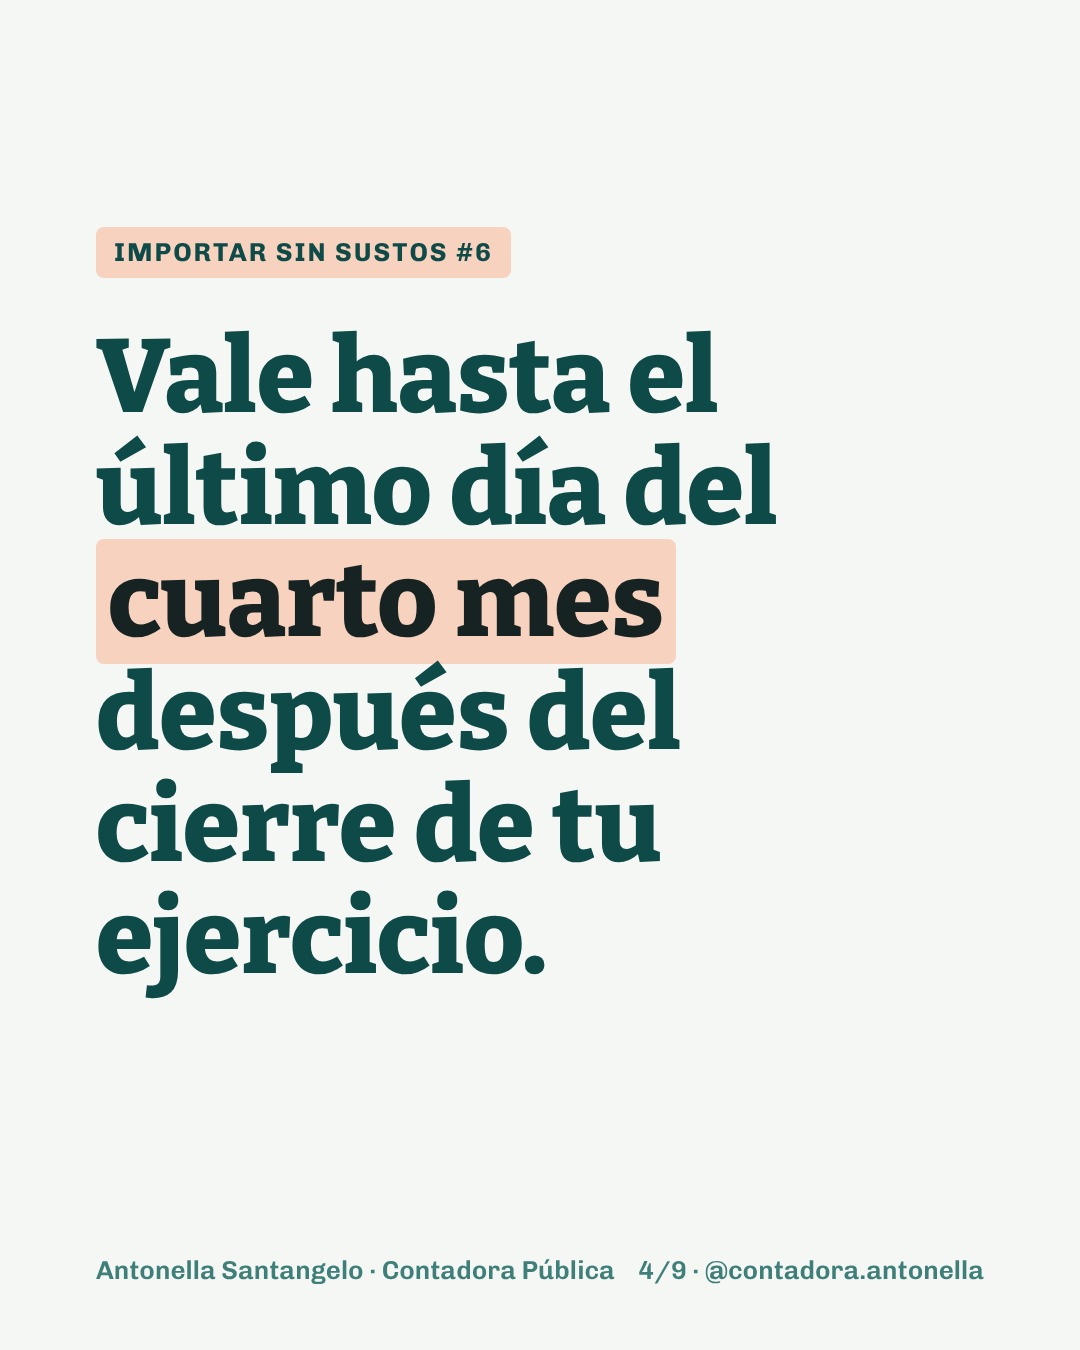 IMPORTAR SIN SUSTOS #6
Vale hasta el
último día del
cuarto mes
después del
cierre de tu
ejercicio.
Antonella Santangelo · Contadora Pública 4/9 · @contadora.antonella